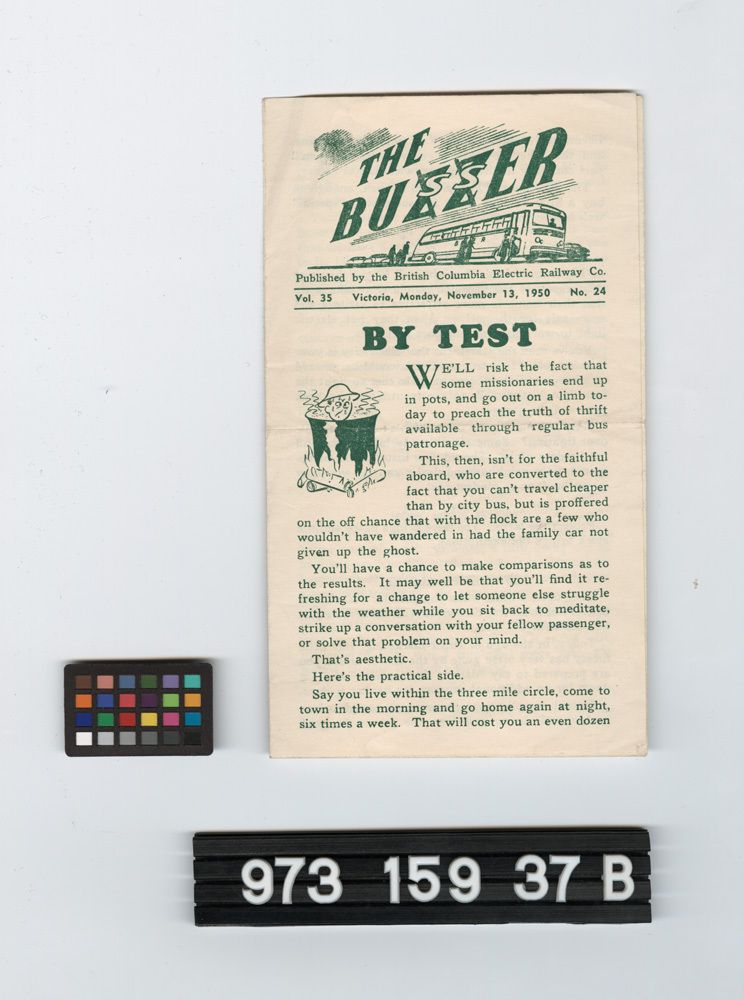 THE
BUZZER
Published by the British Columbia Electric Railway Co.
Vol. 35 Victoria, Monday, November 13, 1950 No. 24
BY TEST
WE'LL risk the fact that
some missionaries end up
in pots, and go out on a limb to-
day to preach the truth of thrift
available through regular bus
patronage.
This, then, isn't for the faithful
aboard, who are converted to the
fact that you can't travel cheaper
than by city bus, but is proffered
on the off chance that with the flock are a few who
wouldn't have wandered in had the family car not
given up the ghost.
You'll have a chance to make comparisons as to
the results. It may well be that you'll find it re-
freshing for a change to let someone else struggle
with the weather while you sit back to meditate,
strike up a conversation with your fellow passenger,
or solve that problem on your mind.
That's aesthetic.
Here's the practical side.
Say you live within the three mile circle, come to
town in the morning and go home again at night,
six times a week. That will cost you an even dozen
973 159 37 B